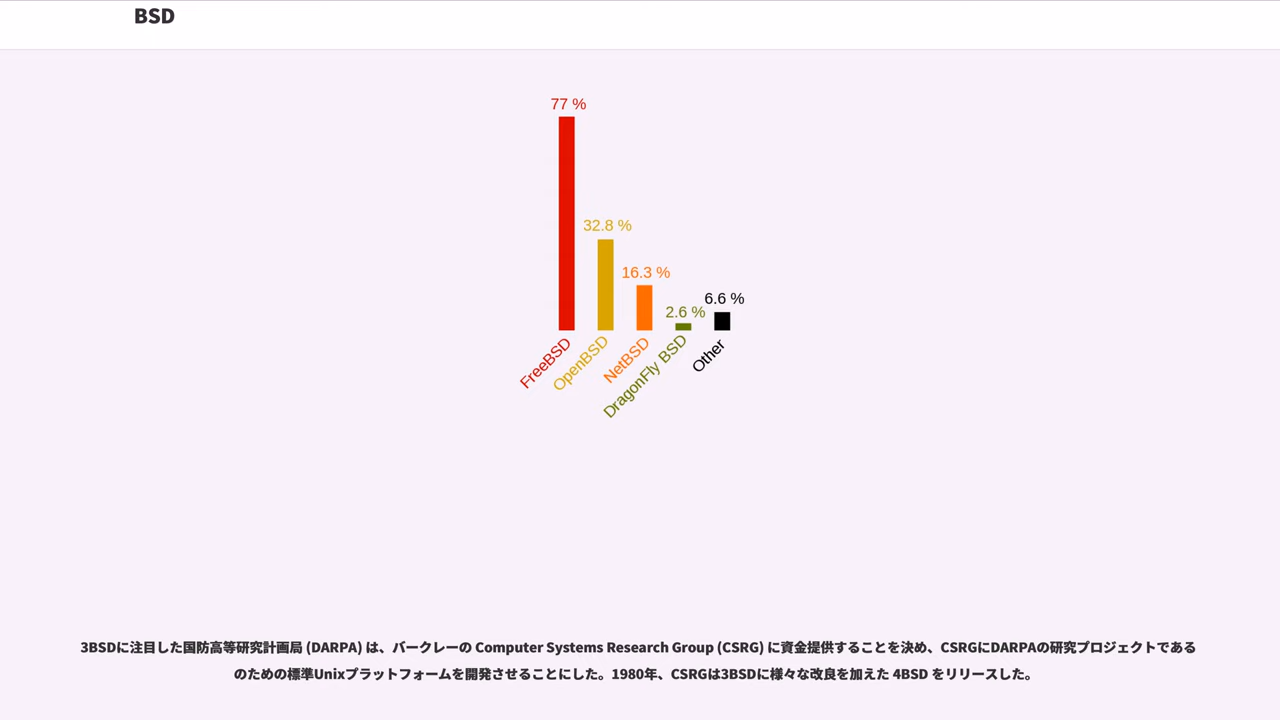 BSD
77 %
32.8 %
16.3 %
2.6 %
6.6 %
FreeBSD
OpenBSD
NetBSD
DragonFly BSD
Other
3BSDに注目した国防高等研究計画局 (DARPA) は、バークレーの Computer Systems Research Group (CSRG) に資金提供することを決め、CSRGにDARPAの研究プロジェクトである
のための標準Unixプラットフォームを開発させることにした。1980年、CSRGは3BSDに様々な改良を加えた 4BSD をリリースした。